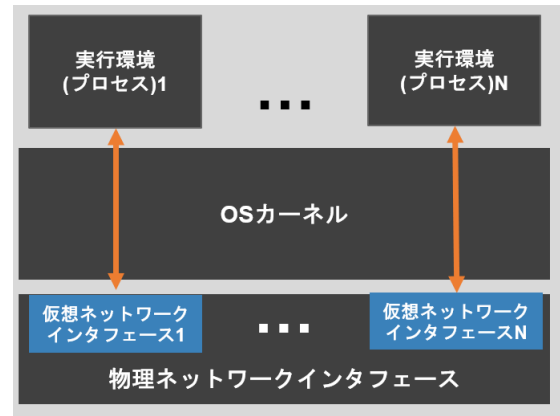 実行環境
(プロセス)1
実行環境
(プロセス)N
...
OSカーネル
仮想ネットワーク
インタフェース1
...
仮想ネットワーク
インタフェースN
物理ネットワークインタフェース